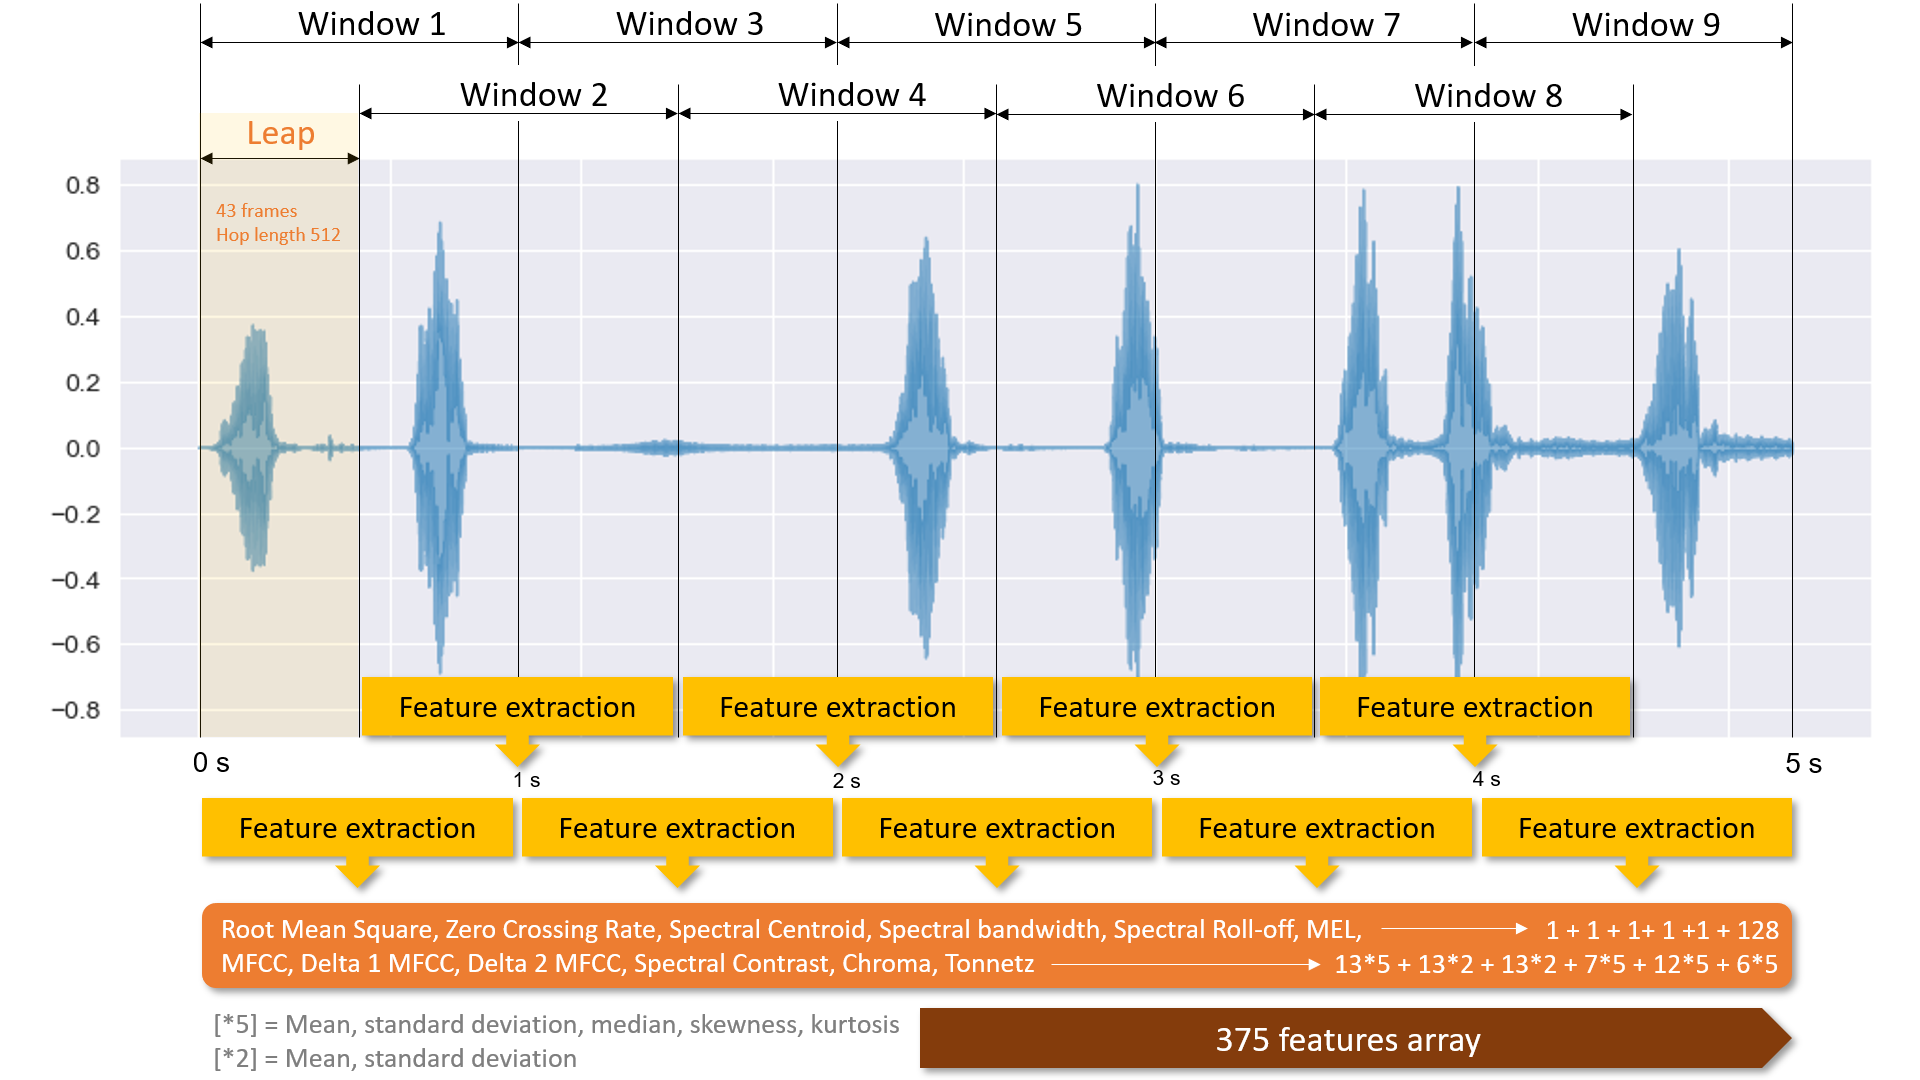 Window 1
Window 3
Window 5
Window 7
Window 9
Window 2
Window 4
Window 6
Window 8
Leap
43 frames
Hop length 512
0.8
0.6
0.4
0.2
0.0
−0.2
−0.4
−0.6
−0.8
Feature extraction
Feature extraction
Feature extraction
Feature extraction
0 s
1 s
2 s
3 s
4 s
5 s
Feature extraction
Feature extraction
Feature extraction
Feature extraction
Feature extraction
Root Mean Square, Zero Crossing Rate, Spectral Centroid, Spectral bandwidth, Spectral Roll-off, MEL, 1 + 1 + 1+ 1 +1 + 128
MFCC, Delta 1 MFCC, Delta 2 MFCC, Spectral Contrast, Chroma, Tonnetz 13*5 + 13*2 + 13*2 + 7*5 + 12*5 + 6*5
[*5] = Mean, standard deviation, median, skewness, kurtosis
[*2] = Mean, standard deviation
375 features array